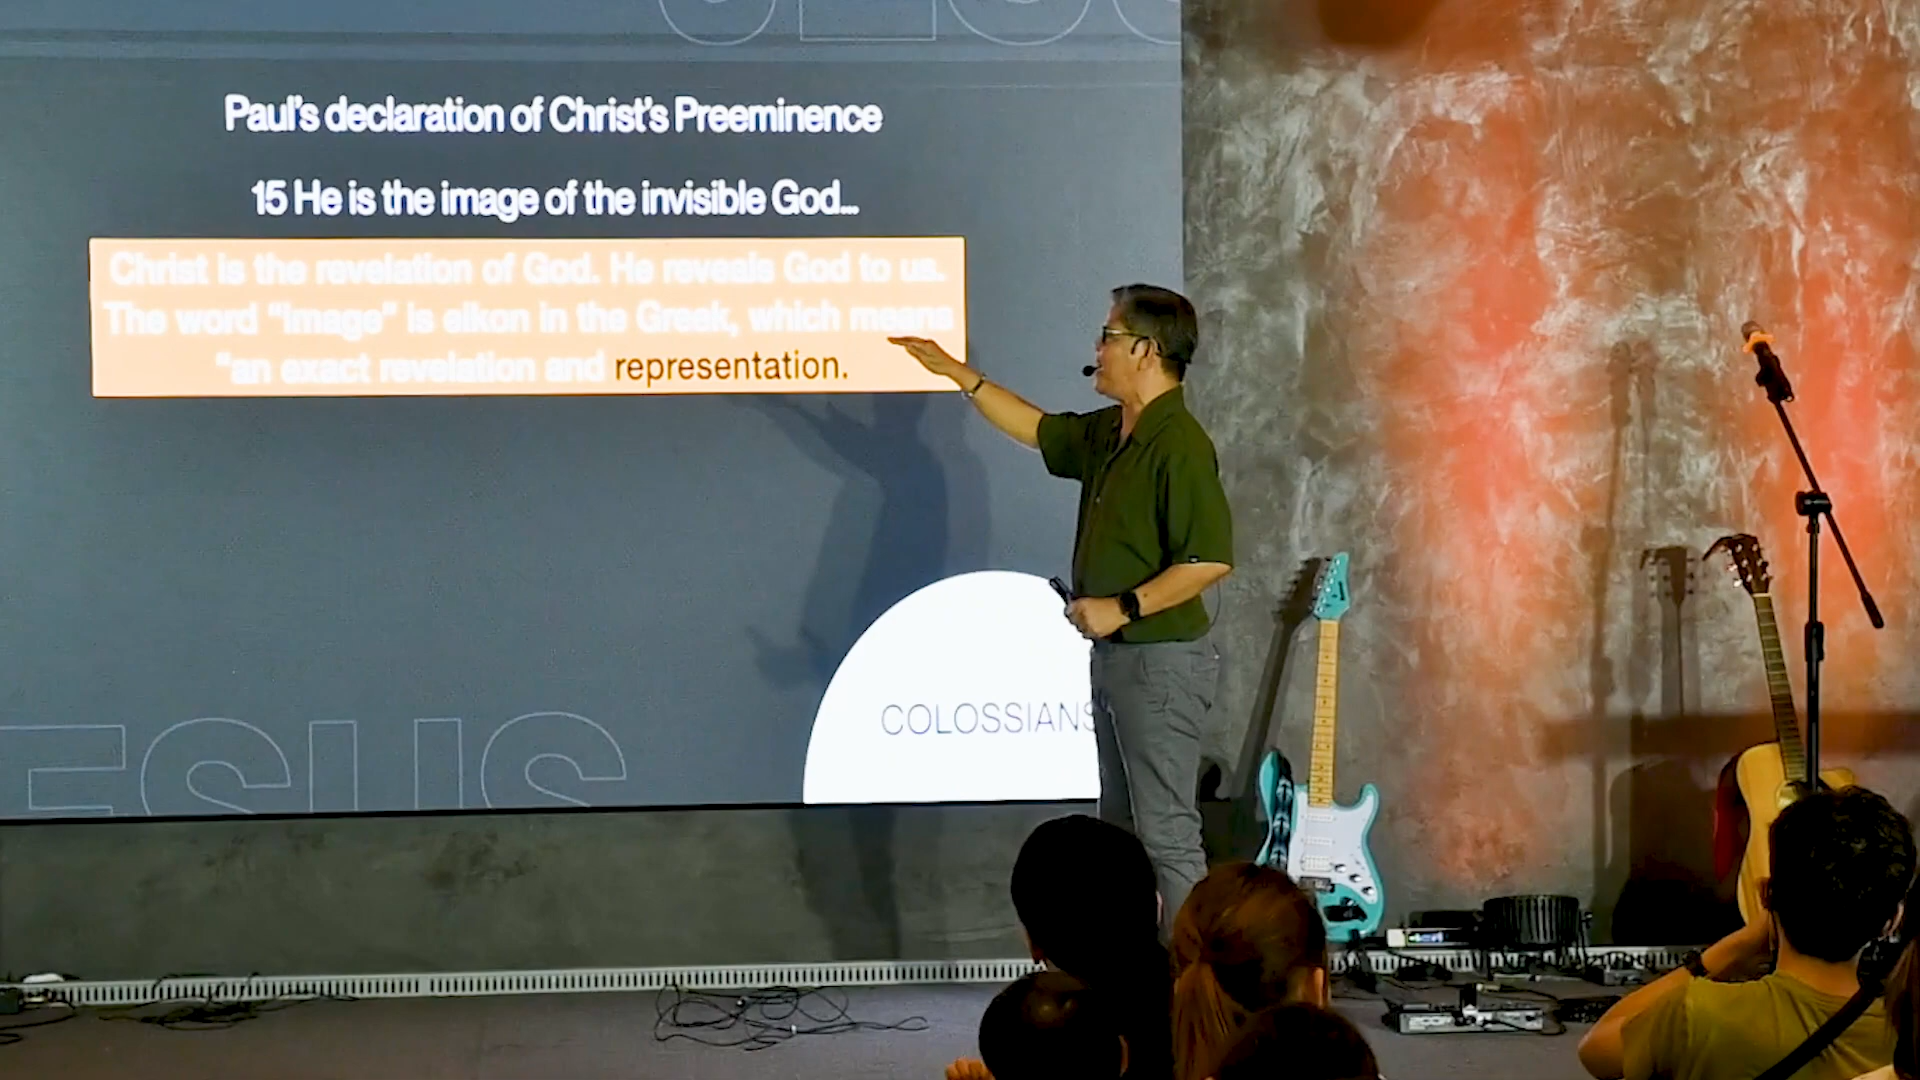 Paul's declaration of Christ's Preeminence
15 He is the image of the invisible God...
Christ is the revelation of God. He reveals God to us.
The word "image" is eikon in the Greek, which means
"an exact revelation and representation.
COLOSSIANS
ESUS